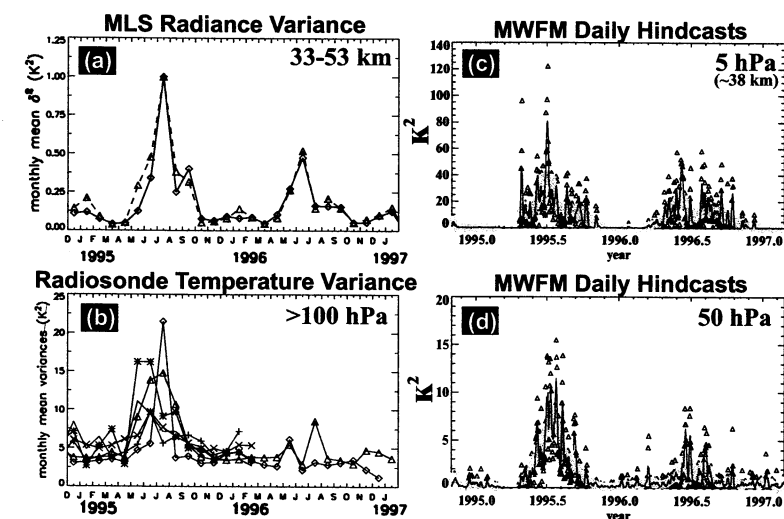 MLS Radiance Variance
(a)
33-53 km
monthly mean δ² (K²)
1.25
1.00
0.75
0.50
0.25
0.00
D J F M A M J J A S O N D J F M A M J J A S O N D J
1995 1996 1997
MWFM Daily Hindcasts
(c)
5 hPa
(~38 km)
K²
140
120
100
80
60
40
20
0
1995.0 1995.5 1996.0 1996.5 1997.0
year
Radiosonde Temperature Variance
(b)
>100 hPa
monthly mean variances (K²)
25
20
15
10
5
0
D J F M A M J J A S O N D J F M A M J J A S O N D J
1995 1996 1997
MWFM Daily Hindcasts
(d)
50 hPa
K²
20
15
10
5
0
1995.0 1995.5 1996.0 1996.5 1997.0
year